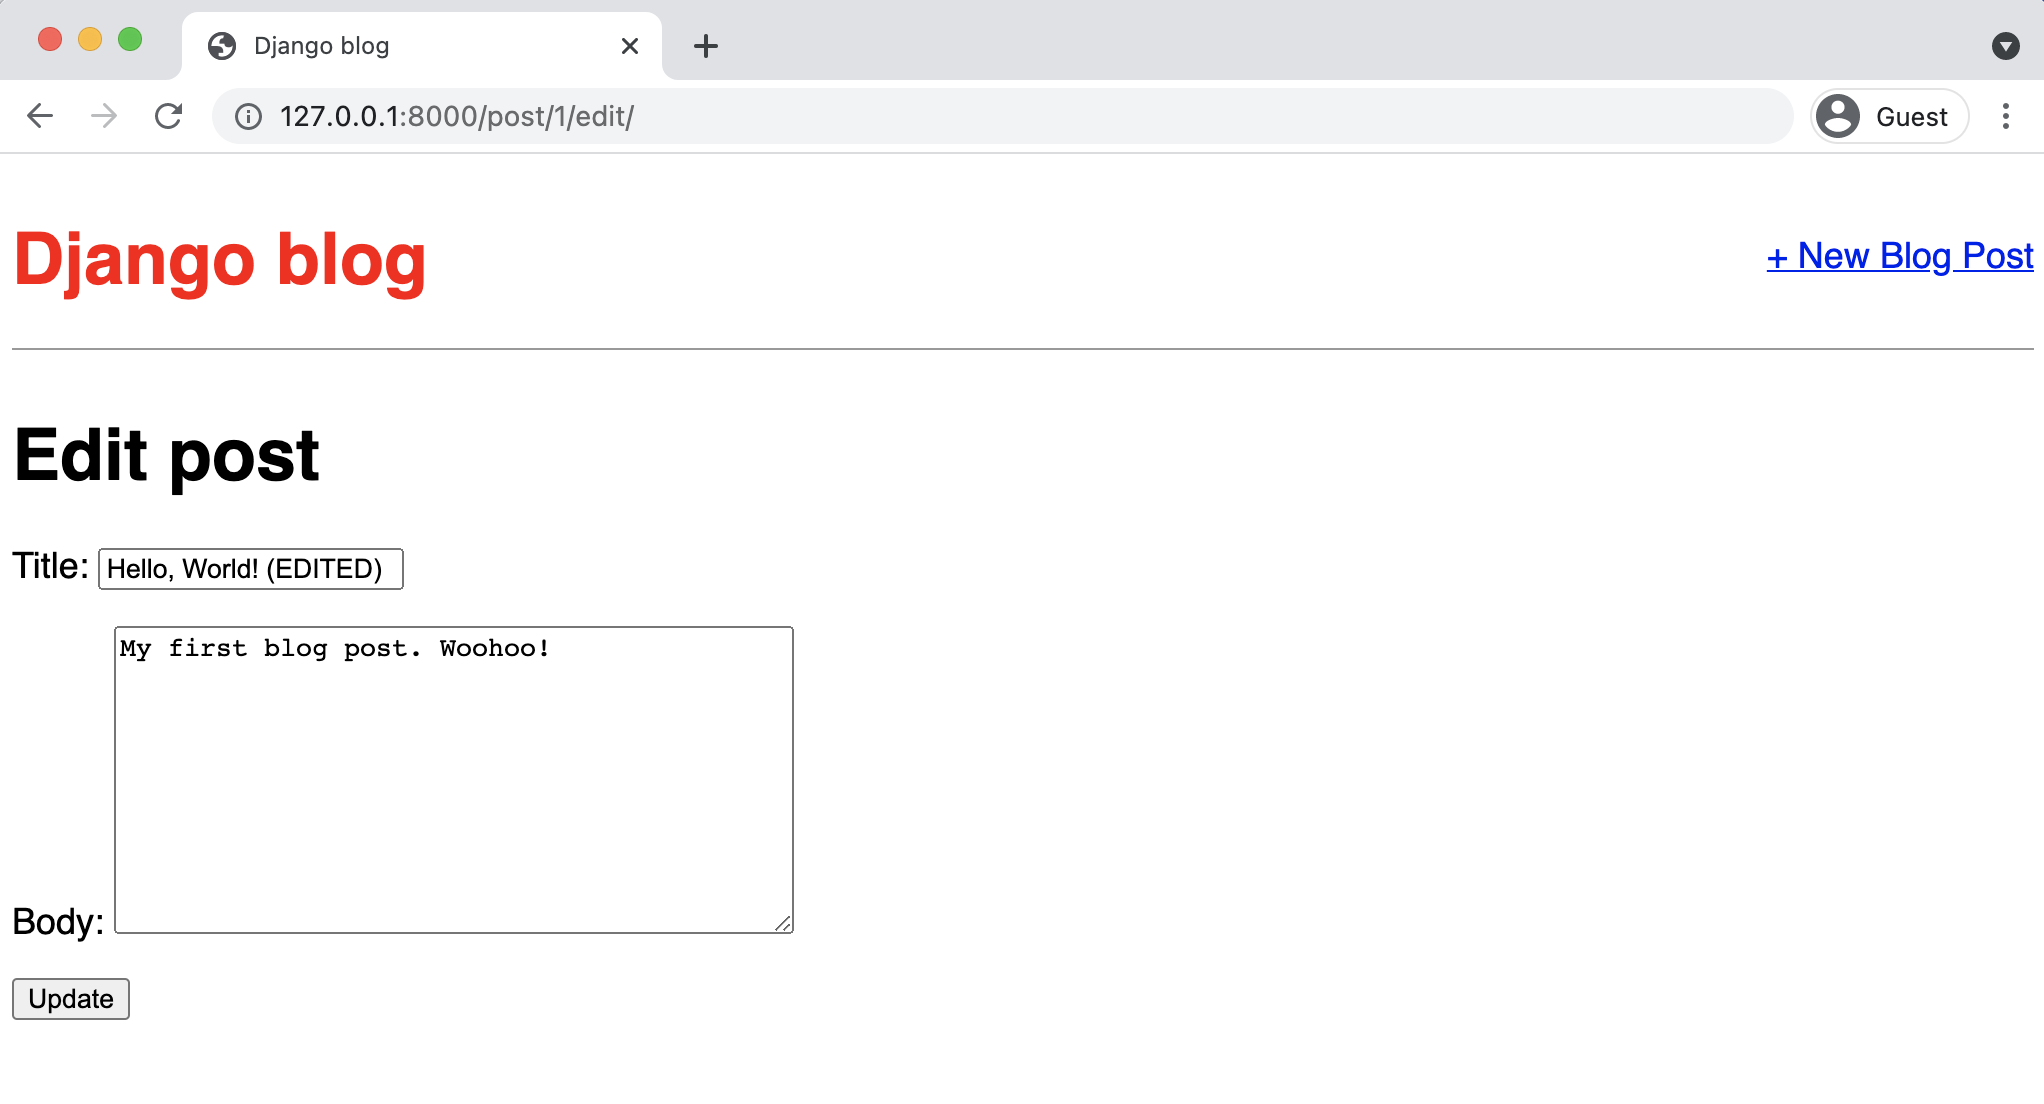 Django blog
127.0.0.1:8000/post/1/edit/
Guest
Django blog
+ New Blog Post
Edit post
Title: Hello, World! (EDITED)
My first blog post. Woohoo!
Body:
Update